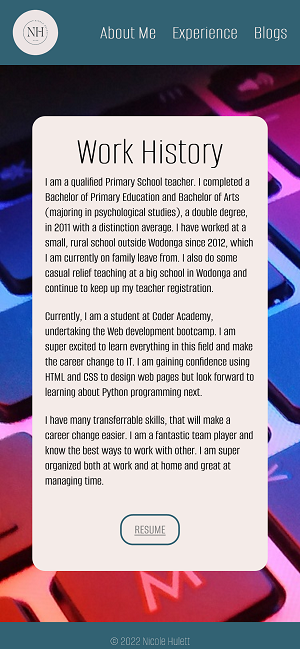 NH
About Me Experience Blogs
Work History
I am a qualified Primary School teacher. I completed a
Bachelor of Primary Education and Bachelor of Arts
(majoring in psychological studies), a double degree,
in 2011 with a distinction average. I have worked at a
small, rural school outside Wodonga since 2012, which
I am currently on family leave from. I also do some
casual relief teaching at a big school in Wodonga and
continue to keep up my teacher registration.
Currently, I am a student at Coder Academy,
undertaking the Web development bootcamp. I am
super excited to learn everything in this field and make
the career change to IT. I am gaining confidence using
HTML and CSS to design web pages but look forward to
learning about Python programming next.
I have many transferrable skills, that will make a
career change easier. I am a fantastic team player and
know the best ways to work with other. I am super
organized both at work and at home and great at
managing time.
RESUME
M
© 2022 Nicole Hulett